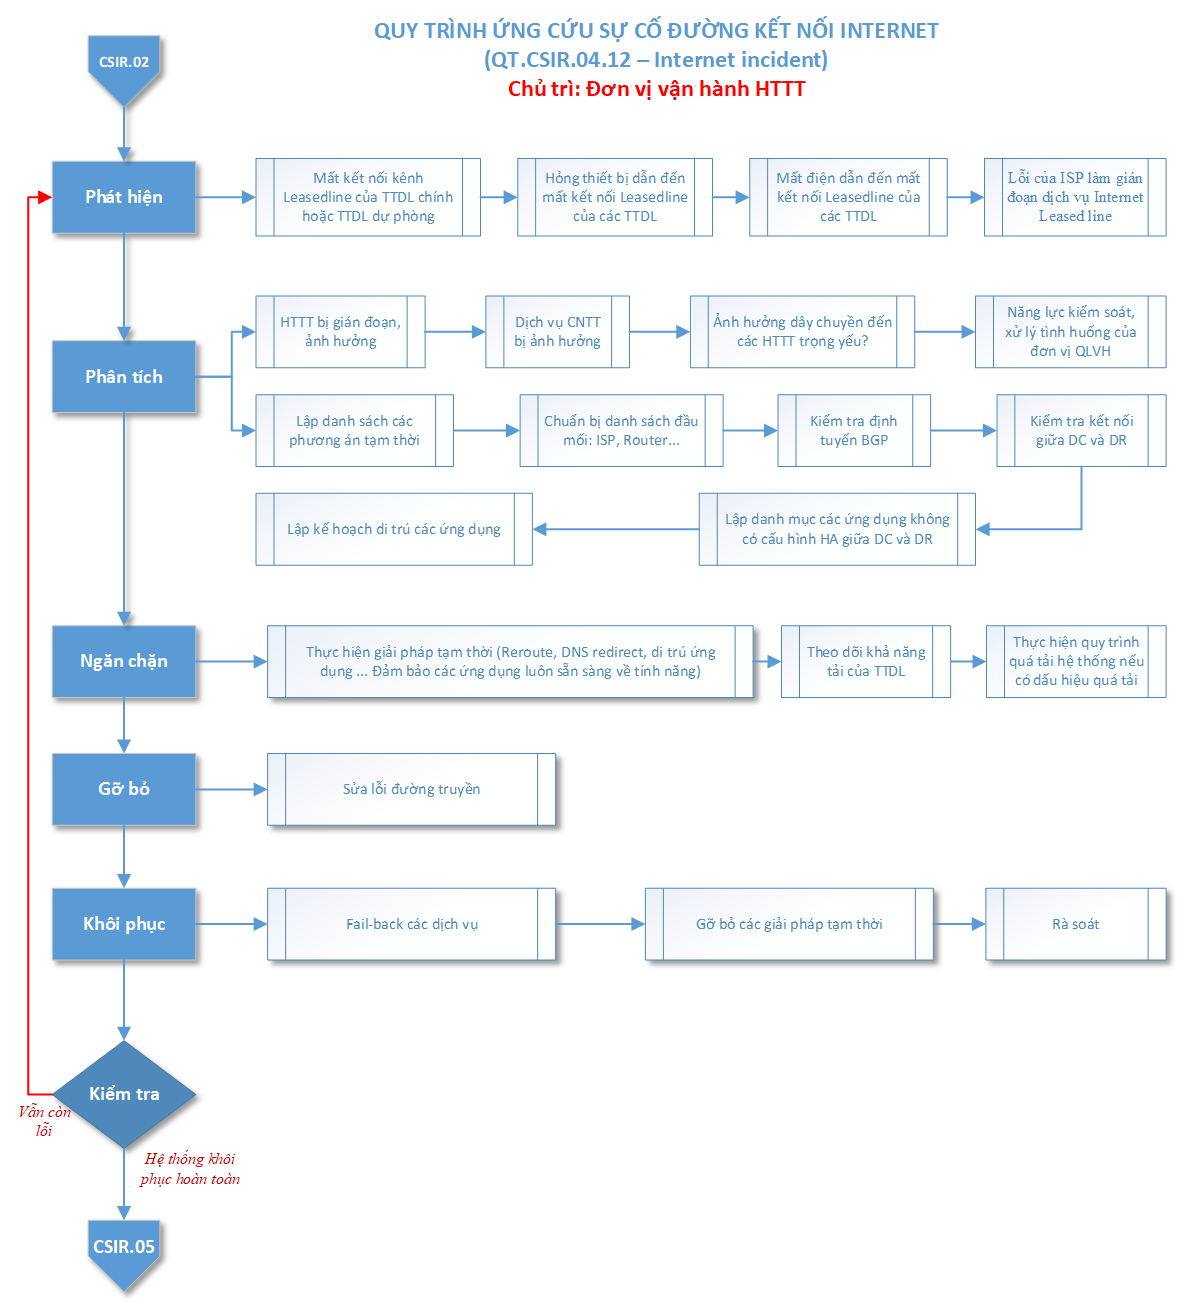 QUY TRÌNH ỨNG CỨU SỰ CỐ ĐƯỜNG KẾT NỐI INTERNET
(QT.CSIR.04.12 – Internet incident)
Chủ trì: Đơn vị vận hành HTTT
CSIR.02
Phát hiện
Mất kết nối kênh
Leasedline của TTDL chính
hoặc TTDL dự phòng
Hỏng thiết bị dẫn đến
mất kết nối Leasedline
của các TTDL
Mất điện dẫn đến mất
kết nối Leasedline của
các TTDL
Lỗi của ISP làm gián
đoạn dịch vụ Internet
Leased line
Phân tích
HTTT bị gián đoạn,
ảnh hưởng
Dịch vụ CNTT
bị ảnh hưởng
Ảnh hưởng dây chuyền đến
các HTTT trọng yếu?
Năng lực kiểm soát,
xử lý tình huống của
đơn vị QLVH
Lập danh sách các
phương án tạm thời
Chuẩn bị danh sách đầu
mối: ISP, Router...
Kiểm tra định
tuyến BGP
Kiểm tra kết nối
giữa DC và DR
Lập kế hoạch di trú các ứng dụng
Lập danh mục các ứng dụng không
có cấu hình HA giữa DC và DR
Ngăn chặn
Thực hiện giải pháp tạm thời (Reroute, DNS redirect, di trú ứng
dụng ... Đảm bảo các ứng dụng luôn sẵn sàng về tính năng)
Theo dõi khả năng
tải của TTDL
Thực hiện quy trình
quá tải hệ thống nếu
có dấu hiệu quá tải
Gỡ bỏ
Sửa lỗi đường truyền
Khôi phục
Fail-back các dịch vụ
Gỡ bỏ các giải pháp tạm thời
Rà soát
Kiểm tra
Vẫn còn
lỗi
Hệ thống khôi
phục hoàn toàn
CSIR.05